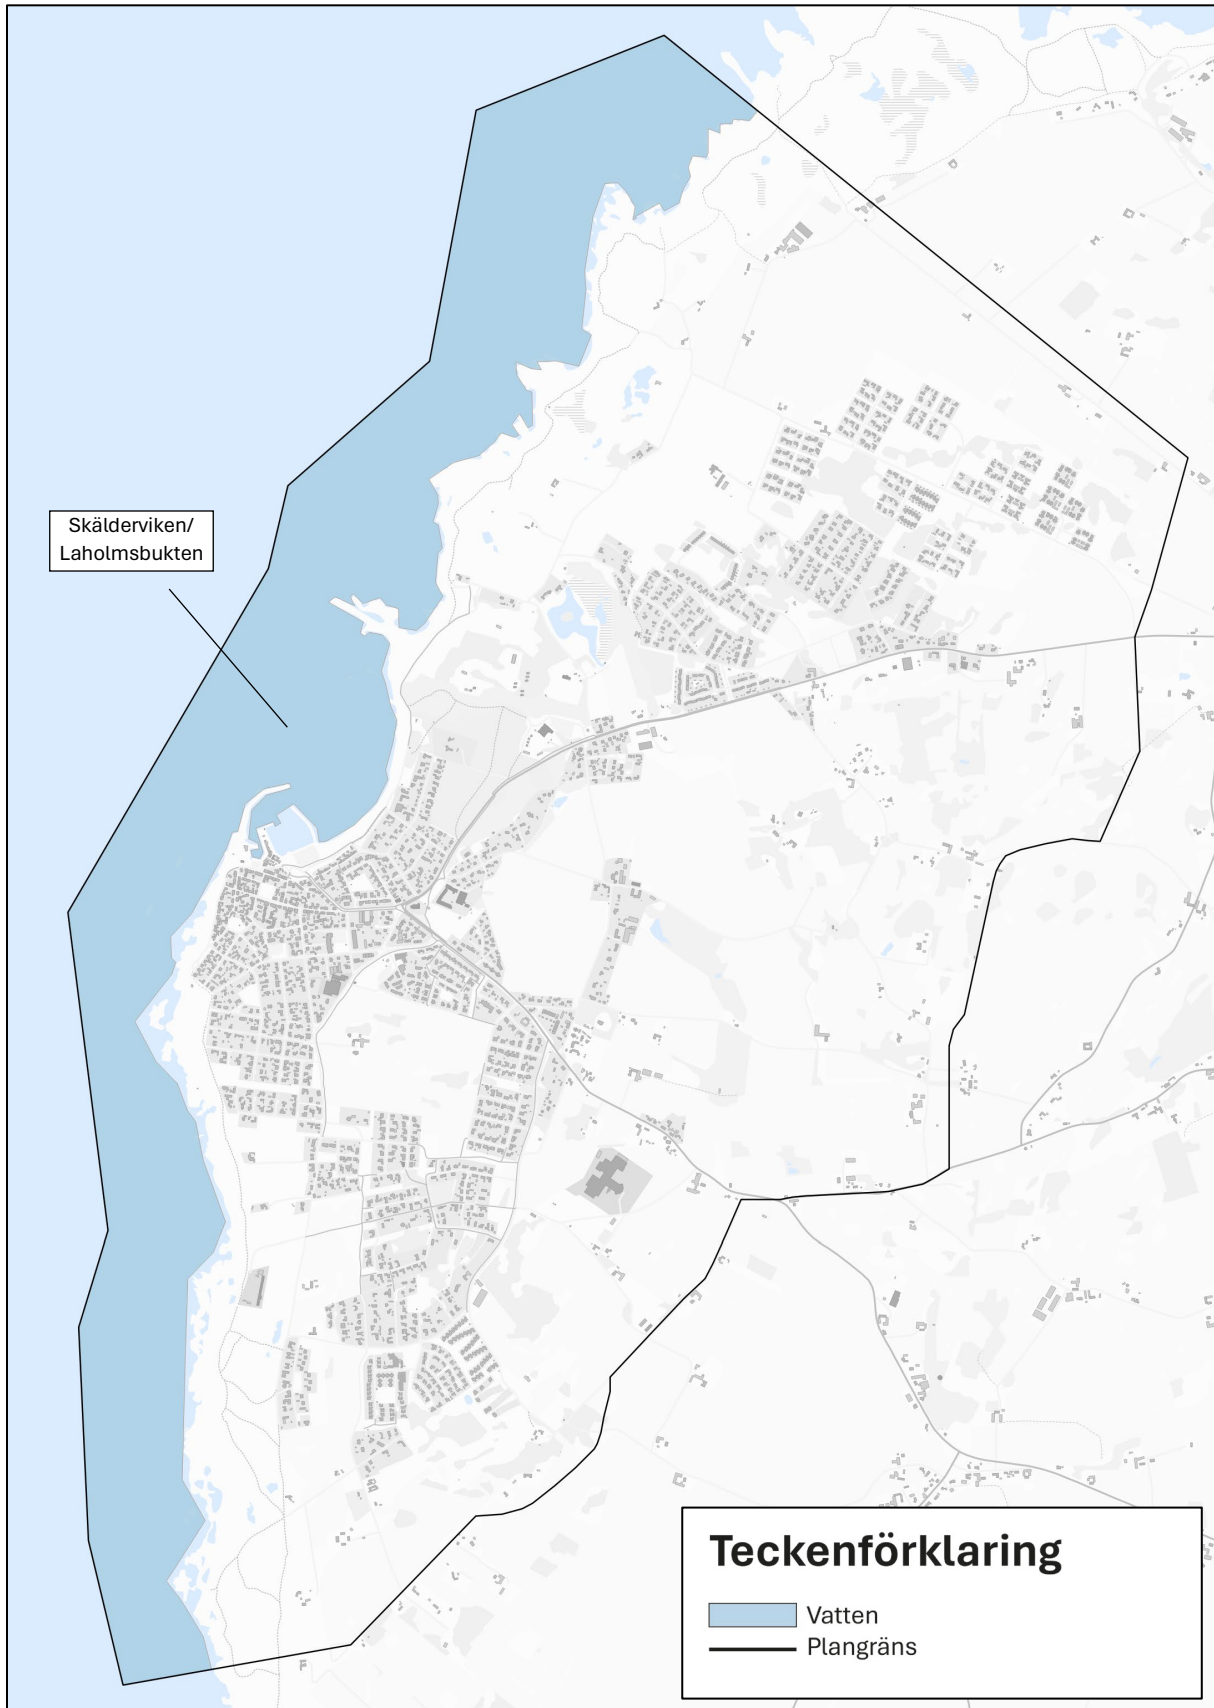 Skälderviken/
Laholmsbukten
Teckenförklaring
Vatten
Plangräns